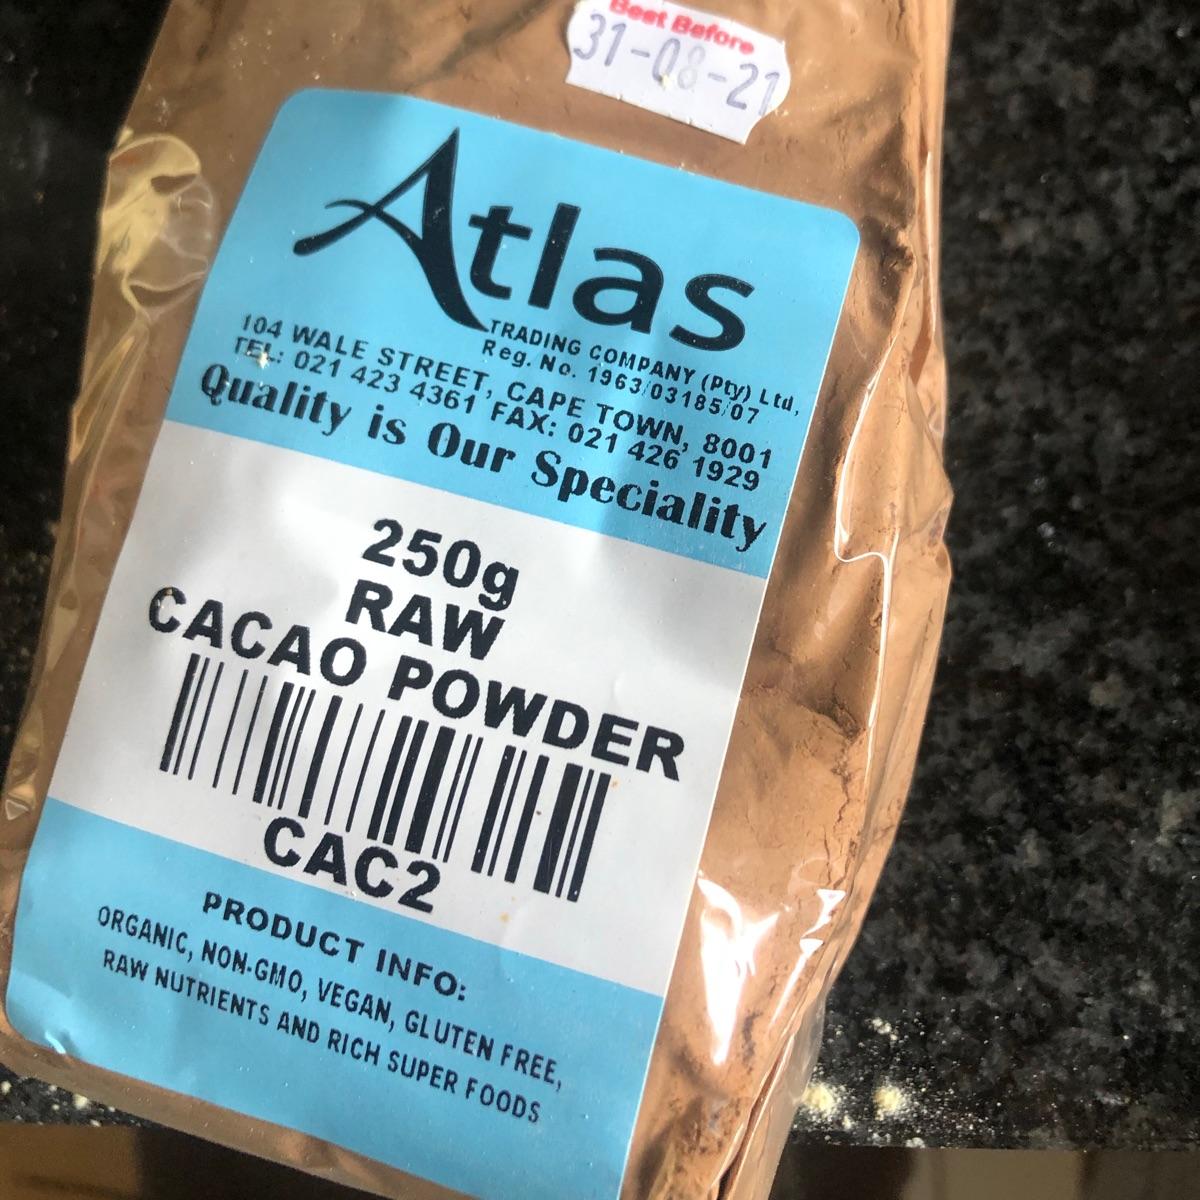 Best Before
31-08-21
Atlas
TRADING COMPANY (Pty) Ltd,
Reg. No. 1963/03185/07
104 WALE STREET, CAPE TOWN, 8001
TEL: 021 423 4361 FAX: 021 426 1929
Quality is Our Speciality
250g
RAW
CACAO POWDER
CAC2
PRODUCT INFO:
ORGANIC, NON-GMO, VEGAN, GLUTEN FREE,
RAW NUTRIENTS AND RICH SUPER FOODS